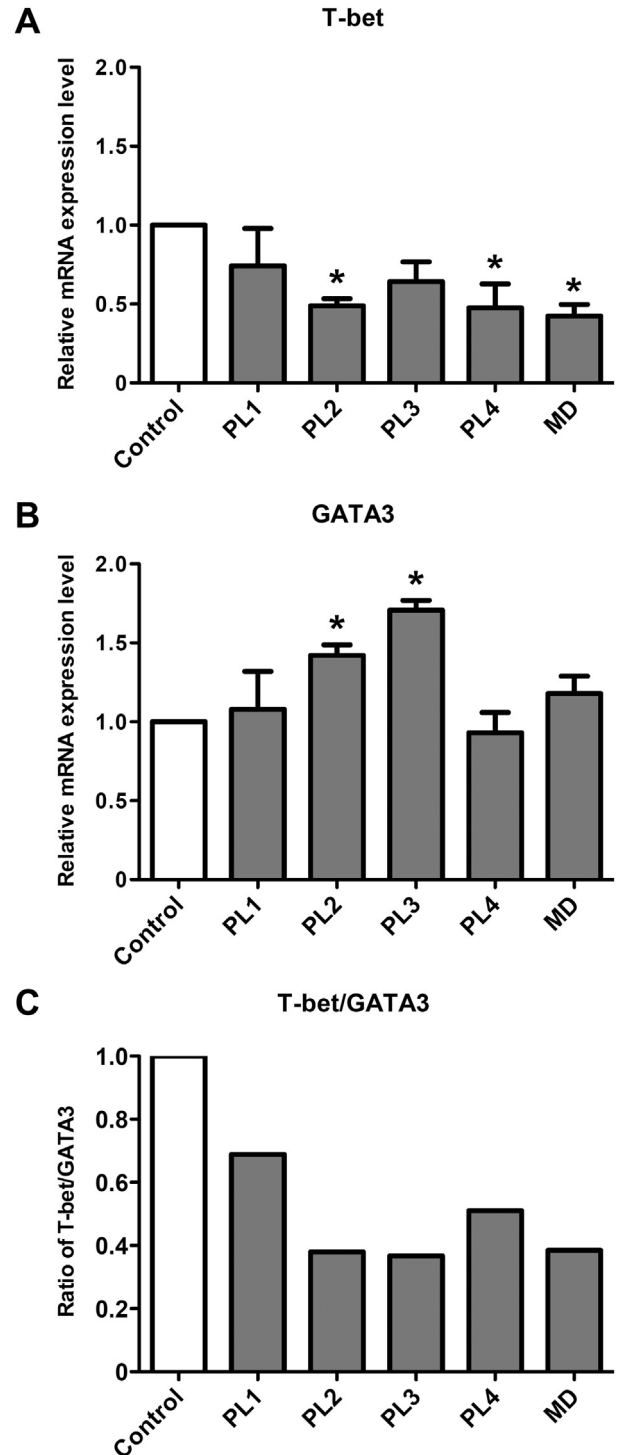 A
T-bet
Relative mRNA expression level
2.0
1.5
1.0
0.5
0
*
*
*
Control
PL1
PL2
PL3
PL4
MD
B
GATA3
Relative mRNA expression level
2.0
1.5
1.0
0.5
0
*
*
Control
PL1
PL2
PL3
PL4
MD
C
T-bet/GATA3
Ratio of T-bet/GATA3
1.0
0.8
0.6
0.4
0.2
0
Control
PL1
PL2
PL3
PL4
MD